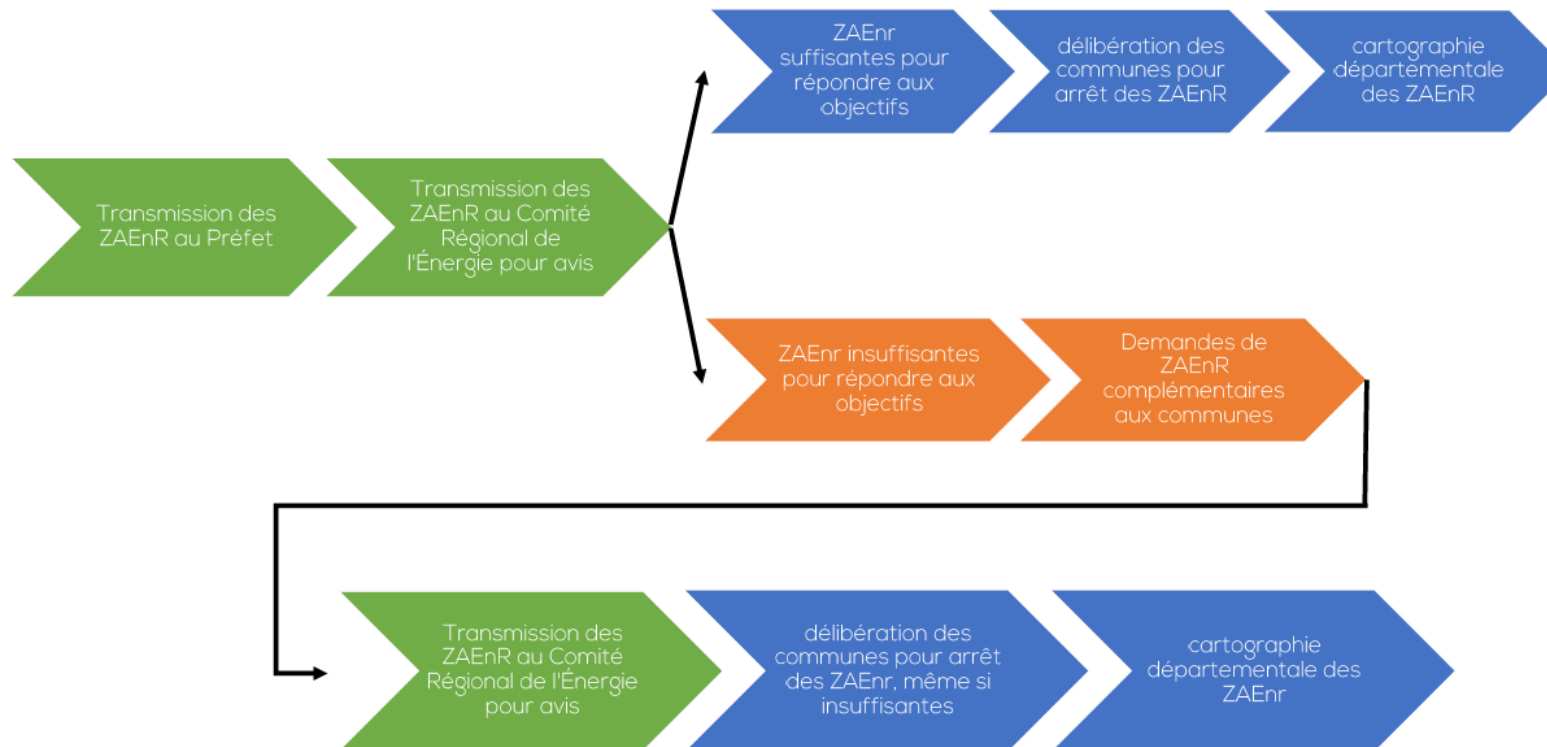 Transmission des
ZAEnR au Préfet
Transmission des
ZAEnR au Comité
Régional de
l'Énergie pour avis
ZAEnr
suffisantes pour
répondre aux
objectifs
délibération des
communes pour
arrêt des ZAEnR
cartographie
départementale
des ZAEnR
ZAEnr insuffisantes
pour répondre aux
objectifs
Demandes de
ZAEnR
complémentaires
aux communes
Transmission des
ZAEnR au Comité
Régional de l'Énergie
pour avis
délibération des
communes pour arrêt
des ZAEnr, même si
insuffisantes
cartographie
départementale des
ZAEnr